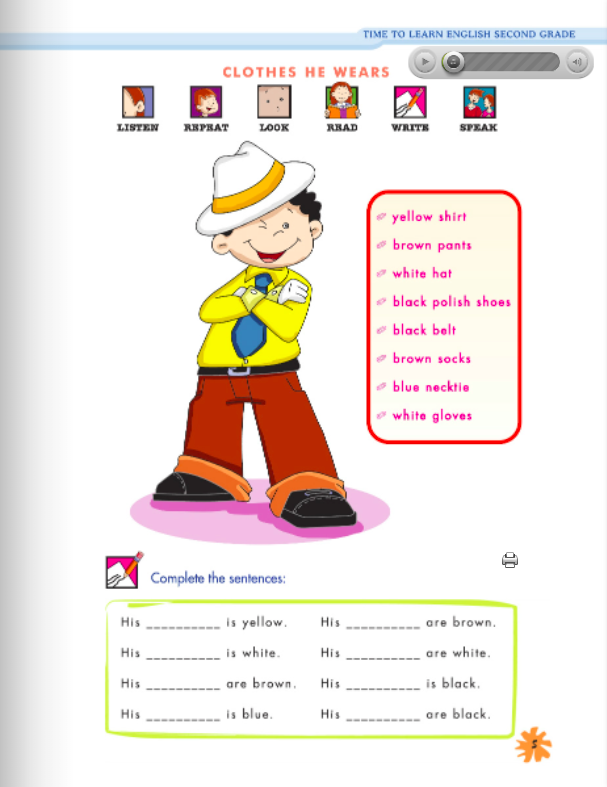 TIME TO LEARN ENGLISH SECOND GRADE
CLOTHES HE WEARS
LISTEN REPEAT LOOK READ WRITE SPEAK
yellow shirt
brown pants
white hat
black polish shoes
black belt
brown socks
blue necktie
white gloves
Complete the sentences:
His __________ is yellow. His __________ are brown.
His __________ is white. His __________ are white.
His __________ are brown. His __________ is black.
His __________ is blue. His __________ are black.
5